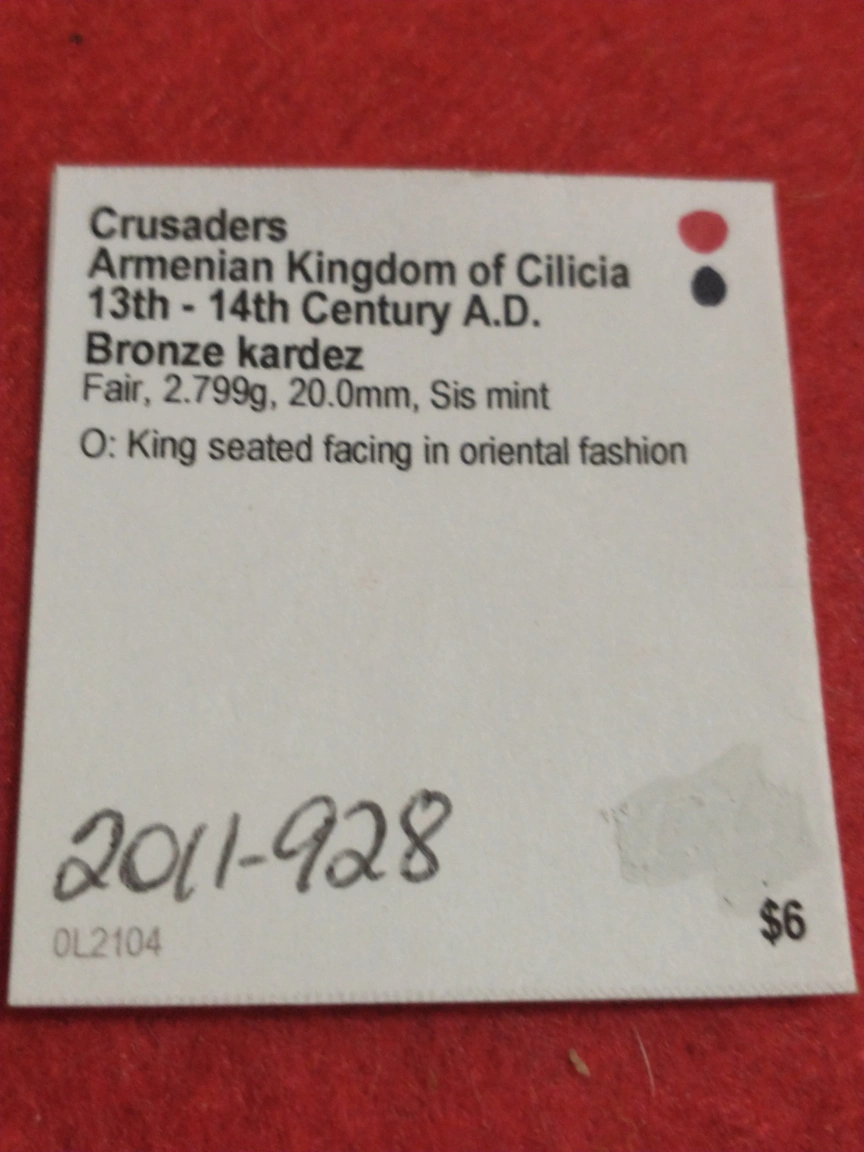 Crusaders
Armenian Kingdom of Cilicia
13th - 14th Century A.D.
Bronze kardez
Fair, 2.799g, 20.0mm, Sis mint
O: King seated facing in oriental fashion
2011-928
OL2104
$6